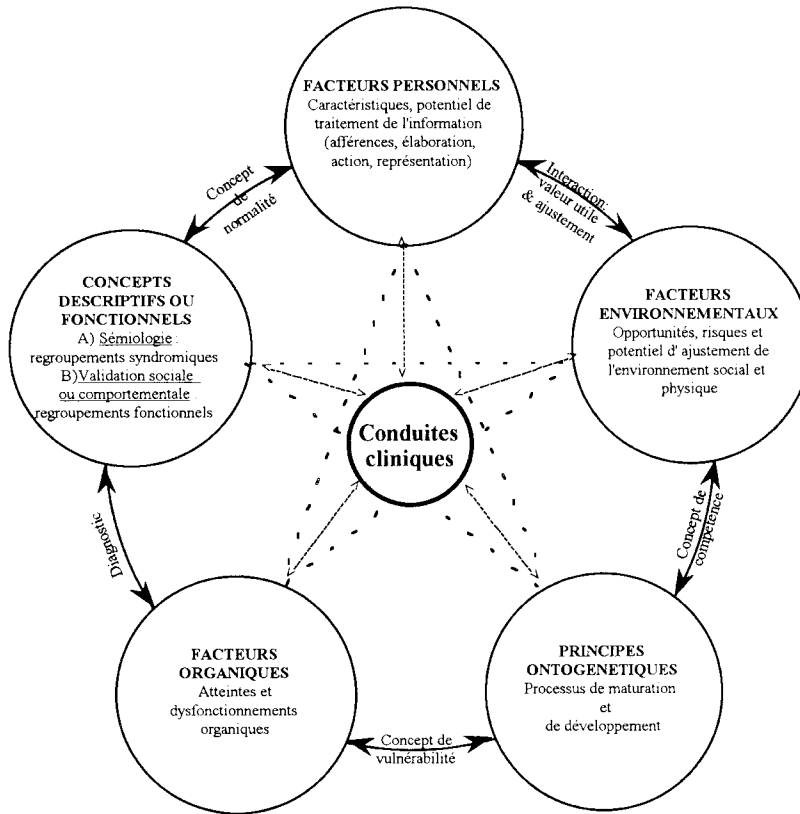 FACTEURS PERSONNELS
Caractéristiques, potentiel de
traitement de l'information
(afférences, élaboration,
action, représentation)
Concept
de
normalité
Interaction:
valeur utile
& ajustement
CONCEPTS
DESCRIPTIFS OU
FONCTIONNELS
A) Sémiologie :
regroupements syndromiques
B)Validation sociale
ou comportementale :
regroupements fonctionnels
FACTEURS
ENVIRONNEMENTAUX
Opportunités, risques et
potentiel d' ajustement de
l'environnement social et
physique
Conduites
cliniques
Diagnostic
Concept de
compétence
FACTEURS
ORGANIQUES
Atteintes et
dysfonctionnements
organiques
PRINCIPES
ONTOGENETIQUES
Processus de maturation
et
de développement
Concept de
vulnérabilité